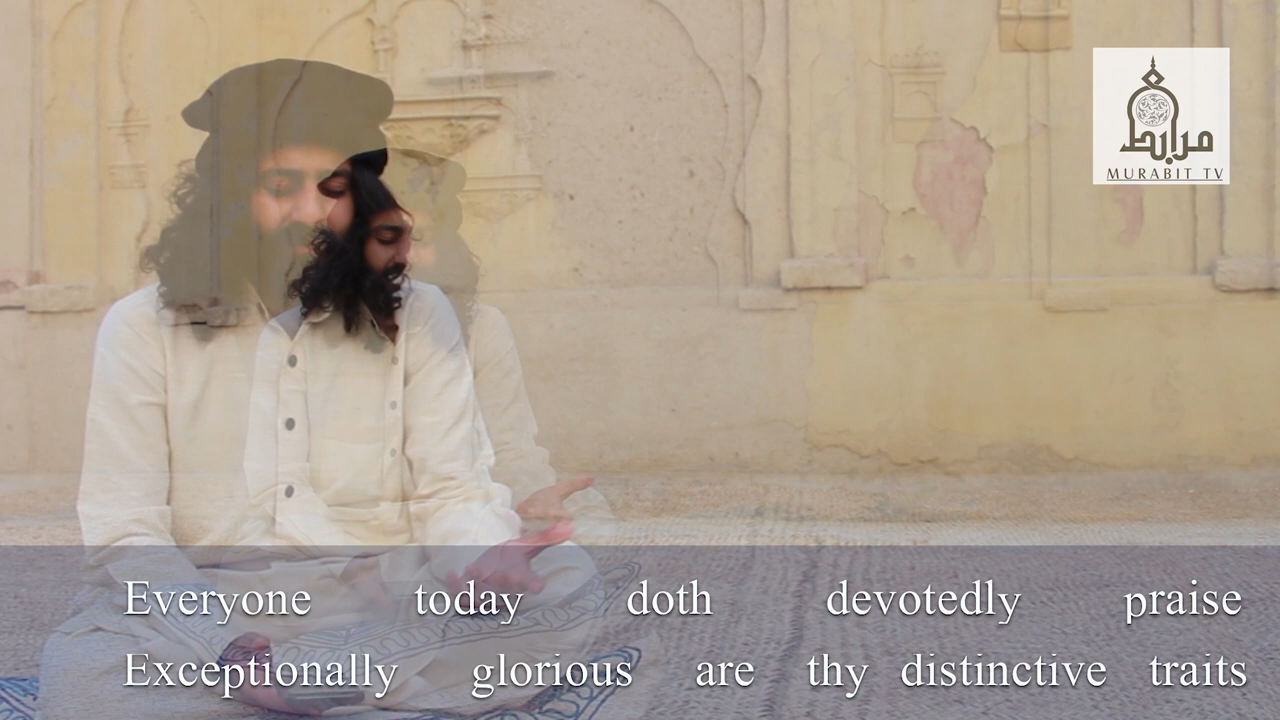 مرابط
MURABIT TV
Everyone today doth devotedly praise
Exceptionally glorious are thy distinctive traits